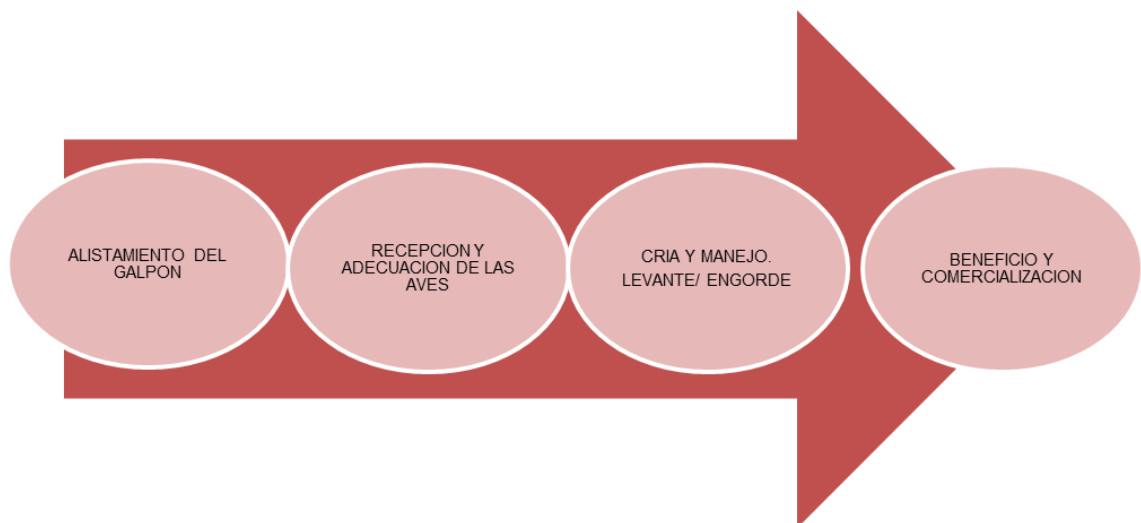 ALISTAMIENTO DEL
GALPON
RECEPCION Y
ADECUACION DE LAS
AVES
CRIA Y MANEJO.
LEVANTE/ ENGORDE
BENEFICIO Y
COMERCIALIZACION